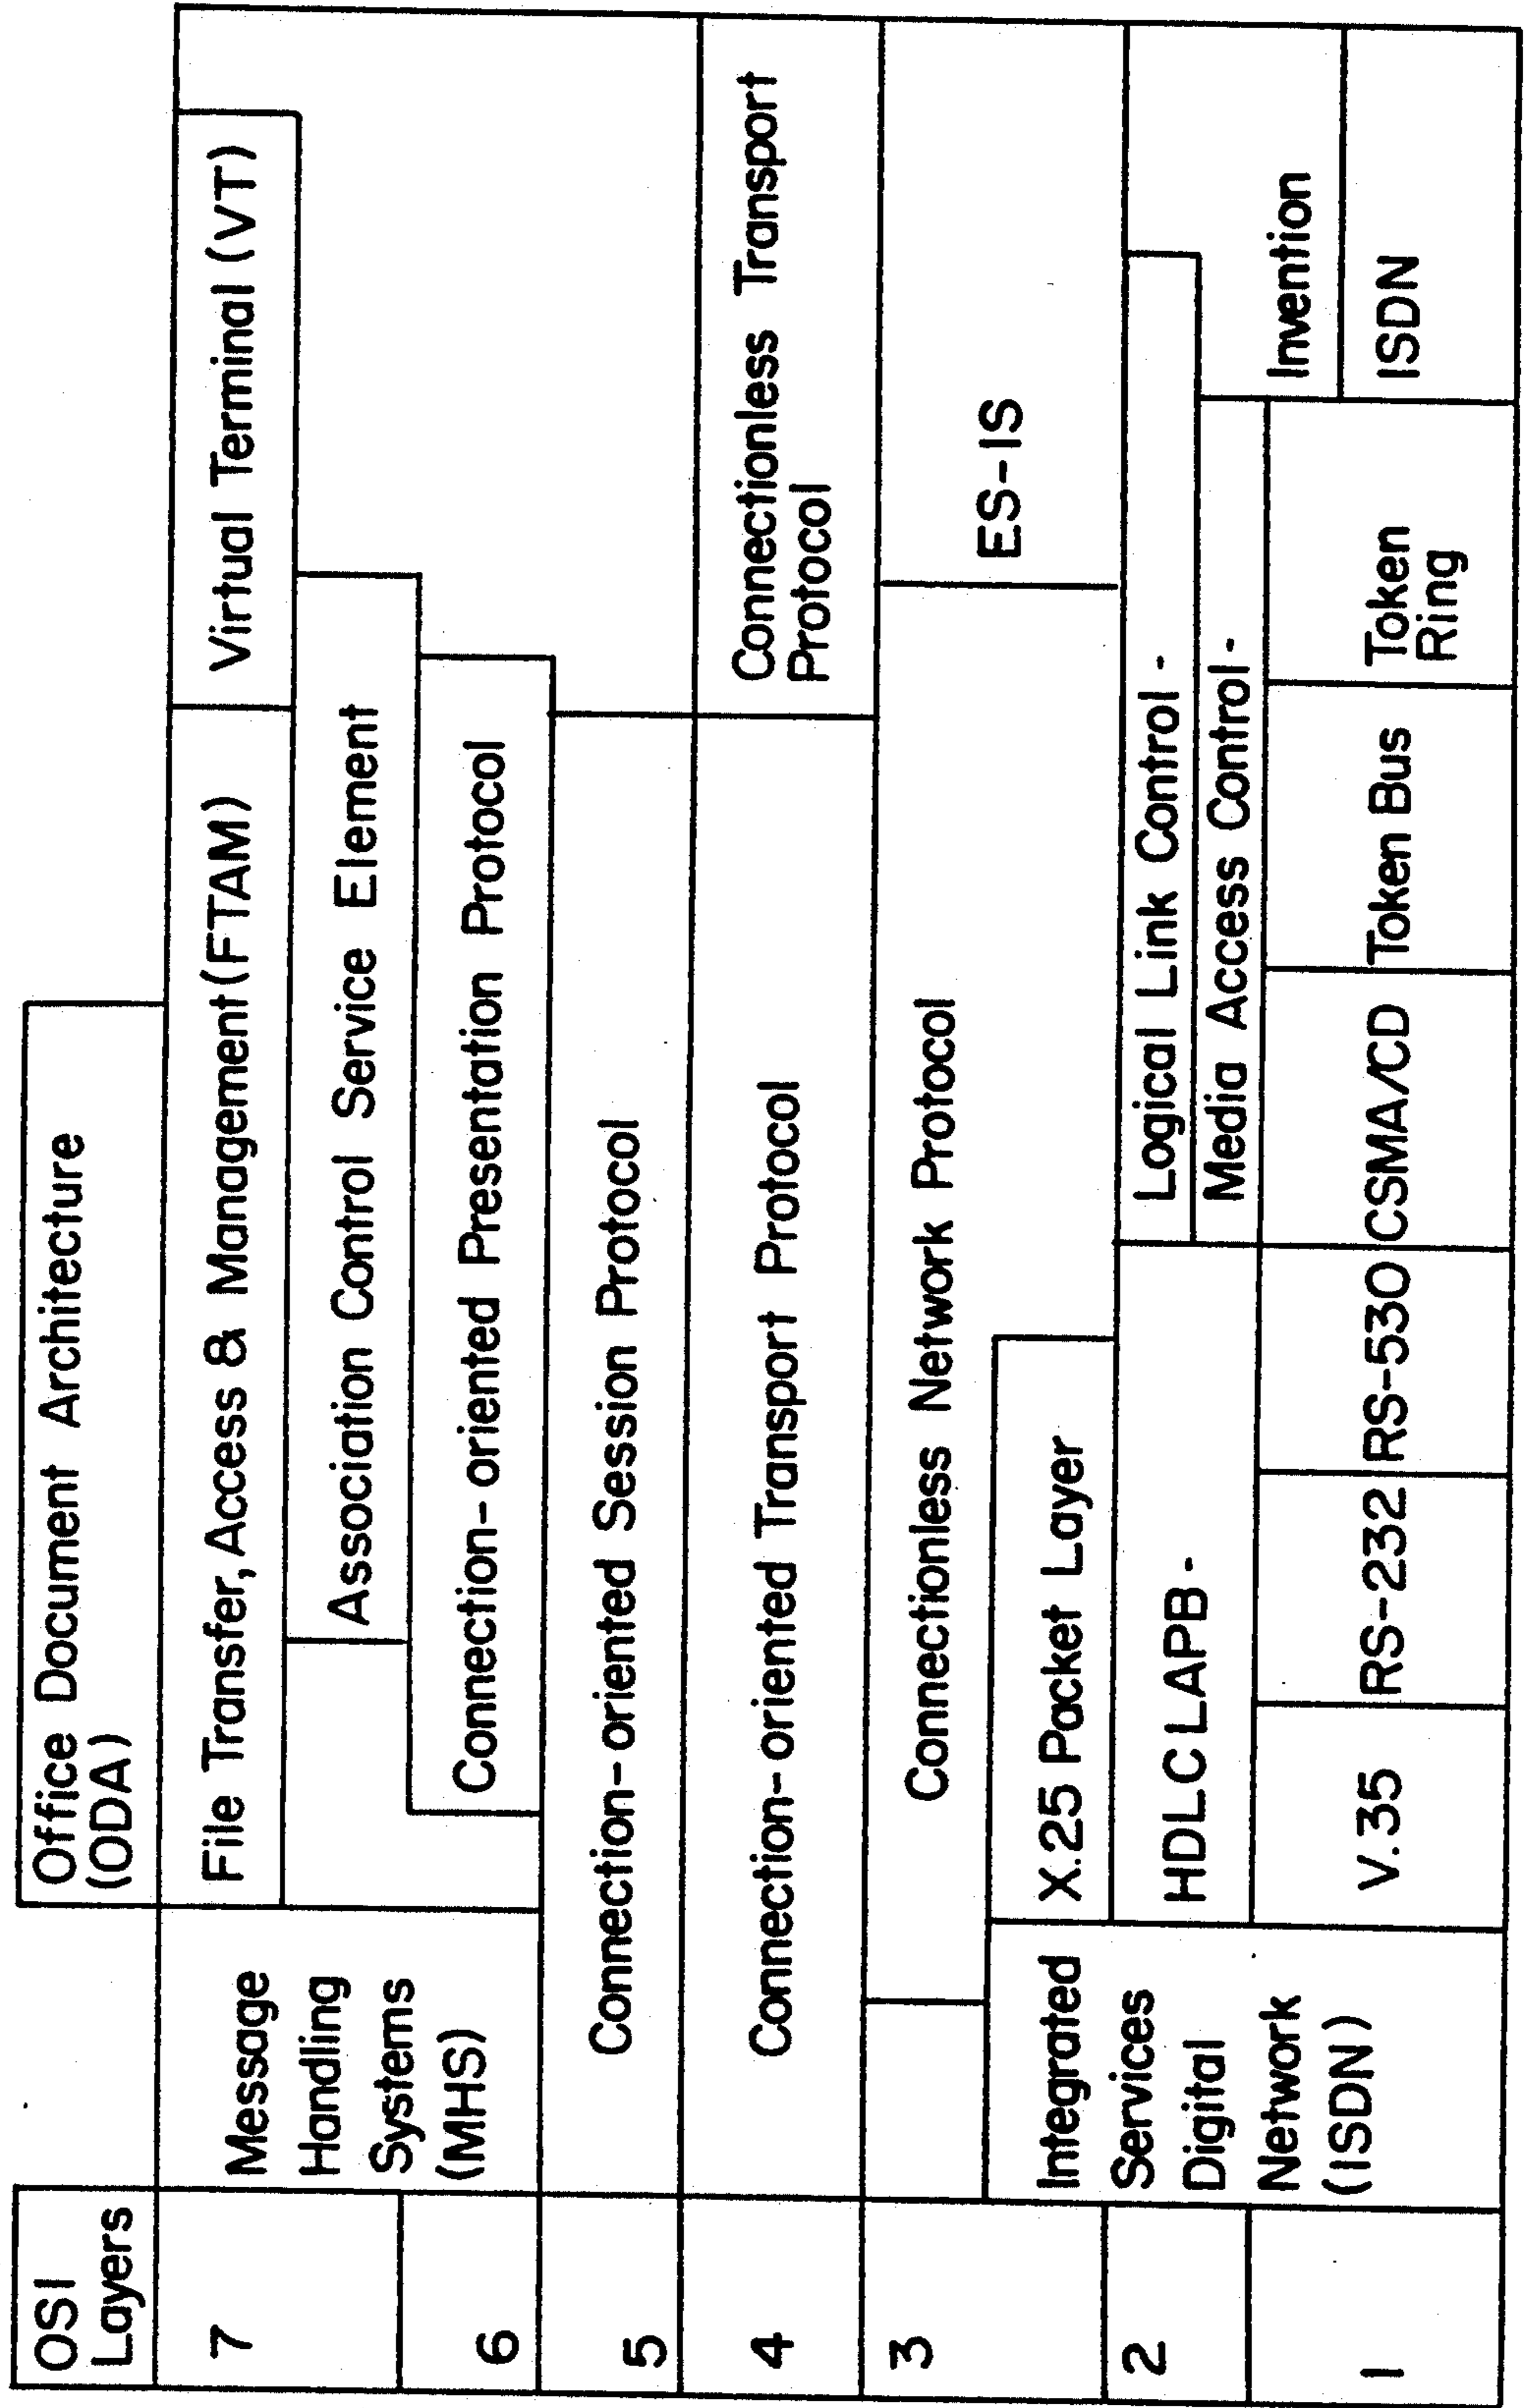 OSI
Layers
Office Document Architecture
(ODA)
7
Message
Handling
Systems
(MHS)
File Transfer, Access & Management (FTAM)
Virtual Terminal (VT)
Association Control Service Element
6
Connection-oriented Presentation Protocol
5
Connection-oriented Session Protocol
4
Connection-oriented Transport Protocol
Connectionless Transport
Protocol
3
Connectionless Network Protocol
ES-IS
Integrated
Services
Digital
Network
(ISDN)
X.25 Packet Layer
2
HDLC LAPB-
Logical Link Control-
Media Access Control-
Invention
1
V.35
RS-232
RS-530
CSMA/CD
Token Bus
Token
Ring
ISDN